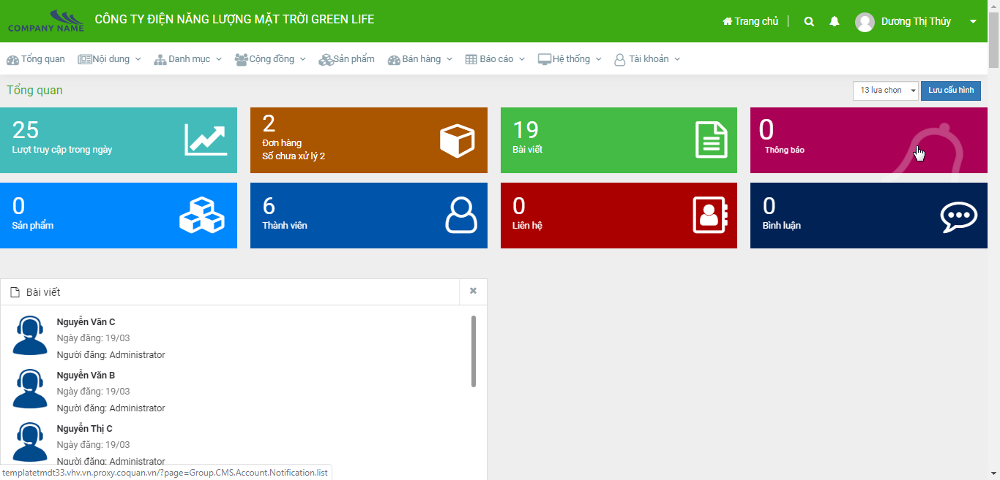 COMPANY NAME
CÔNG TY ĐIỆN NĂNG LƯỢNG MẶT TRỜI GREEN LIFE
Trang chủ
Dương Thị Thúy
Tổng quan
Nội dung
Danh mục
Cộng đồng
Sản phẩm
Bán hàng
Báo cáo
Hệ thống
Tài khoản
Tổng quan
13 lựa chọn
Lưu cấu hình
25
Lượt truy cập trong ngày
2
Đơn hàng
Số chưa xử lý 2
19
Bài viết
0
Thông báo
0
Sản phẩm
6
Thành viên
0
Liên hệ
0
Bình luận
Bài viết
Nguyễn Văn C
Ngày đăng: 19/03
Người đăng: Administrator
Nguyễn Văn B
Ngày đăng: 19/03
Người đăng: Administrator
Nguyễn Thị C
Ngày đăng: 19/03
Người đăng: Administrator
templatetmdt33.vhv.vn.proxy.coquan.vn/?page=Group.CMS.Account.Notification.list